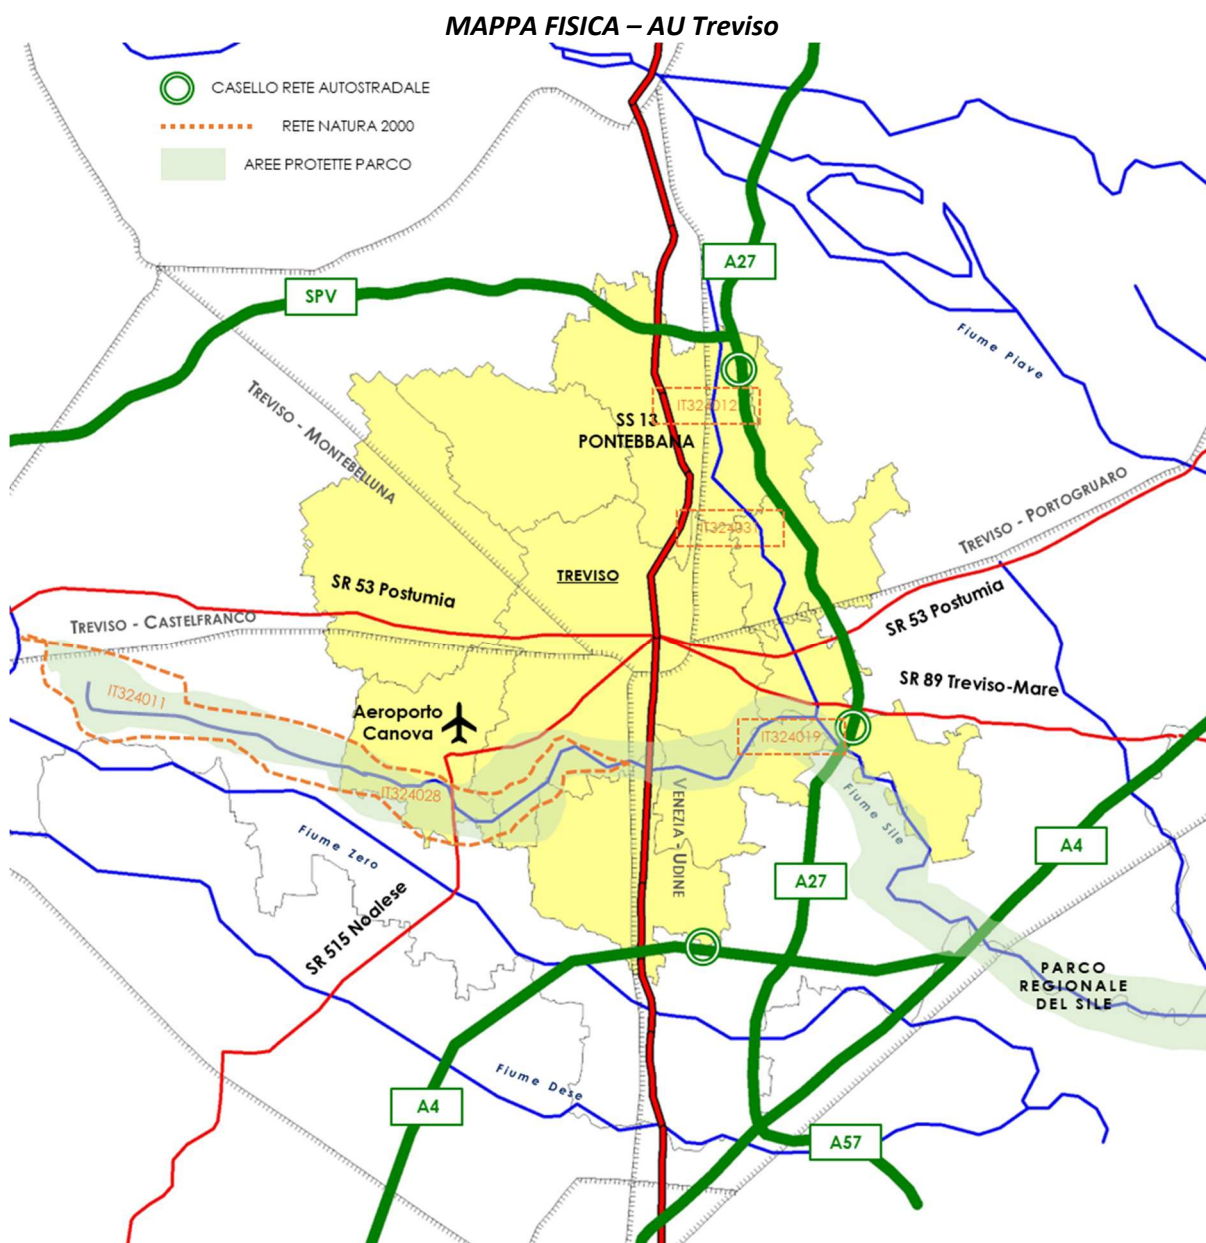 MAPPA FISICA – AU Treviso
CASELLO RETE AUTOSTRADALE
RETE NATURA 2000
AREE PROTETTE PARCO
A27
SPV
Fiume Piave
TREVISO - MONTEBELLUNA
IT324012
SS 13
PONTEBBANA
TREVISO - PORTOGRUARO
IT324031
TREVISO
SR 53 Postumia
SR 53 Postumia
TREVISO - CASTELFRANCO
SR 89 Treviso-Mare
IT324011
Aeroporto
Canova
IT324019
IT324028
VENEZIA - UDINE
Fiume Sile
Fiume Zero
A4
A27
SR 515 Noalese
PARCO
REGIONALE
DEL SILE
Fiume Dese
A4
A57